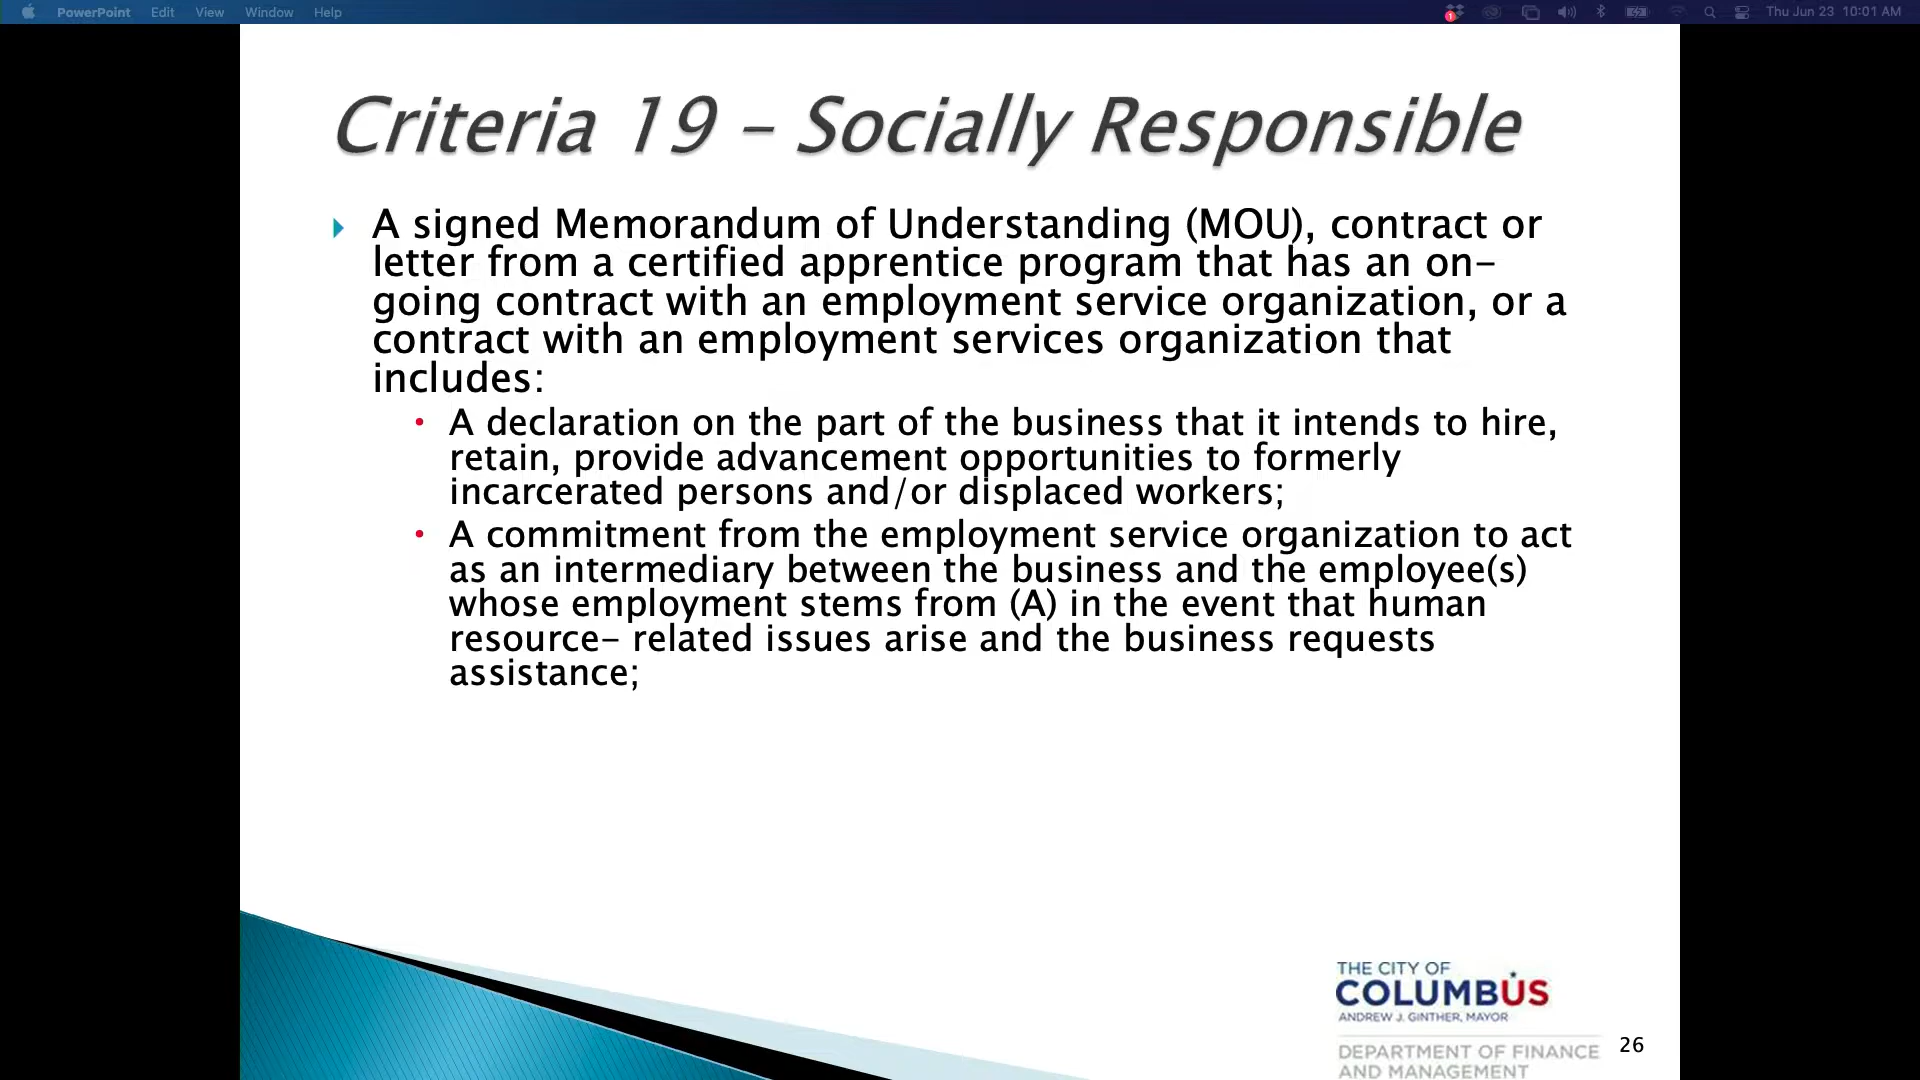 PowerPoint Edit View Window Help
1
Thu Jun 23 10:01 AM
Criteria 19 – Socially Responsible
A signed Memorandum of Understanding (MOU), contract or
letter from a certified apprentice program that has an on-
going contract with an employment service organization, or a
contract with an employment services organization that
includes:
• A declaration on the part of the business that it intends to hire,
retain, provide advancement opportunities to formerly
incarcerated persons and/or displaced workers;
• A commitment from the employment service organization to act
as an intermediary between the business and the employee(s)
whose employment stems from (A) in the event that human
resource- related issues arise and the business requests
assistance;
THE CITY OF
COLUMBUS
ANDREW J. GINTHER, MAYOR
DEPARTMENT OF FINANCE
AND MANAGEMENT
26